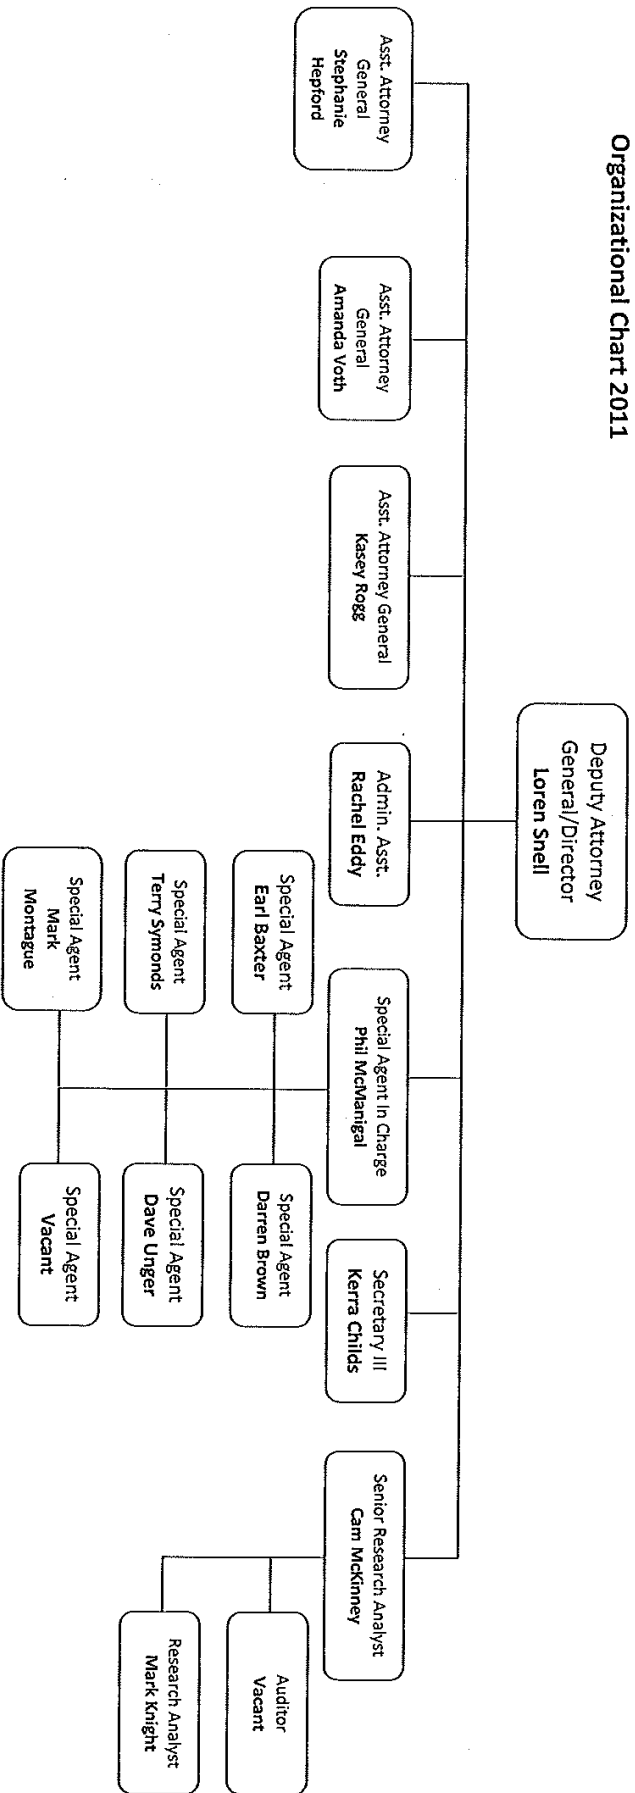 Organizational Chart 2011
Deputy Attorney
General/Director
Loren Snell
Asst. Attorney
General
Stephanie
Hepford
Asst. Attorney
General
Amanda Voth
Asst. Attorney General
Kasey Rogg
Admin. Asst.
Rachel Eddy
Special Agent In Charge
Phil McManigal
Secretary III
Kerra Childs
Senior Research Analyst
Cam McKinney
Special Agent
Earl Baxter
Special Agent
Darren Brown
Special Agent
Terry Symonds
Special Agent
Dave Unger
Special Agent
Mark
Montague
Special Agent
Vacant
Auditor
Vacant
Research Analyst
Mark Knight